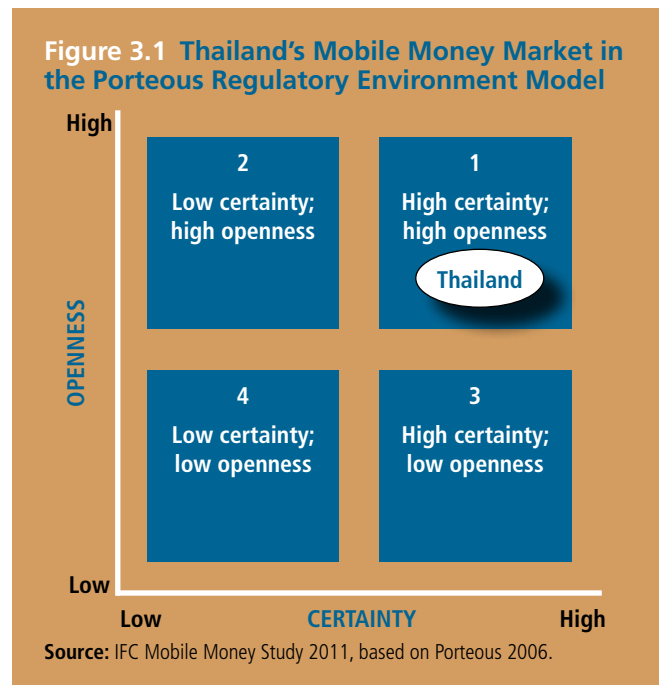 Figure 3.1 Thailand's Mobile Money Market in
the Porteous Regulatory Environment Model
High
2
Low certainty;
high openness
1
High certainty;
high openness
Thailand
OPENNESS
4
Low certainty;
low openness
3
High certainty;
low openness
Low
Low CERTAINTY High
Source: IFC Mobile Money Study 2011, based on Porteous 2006.